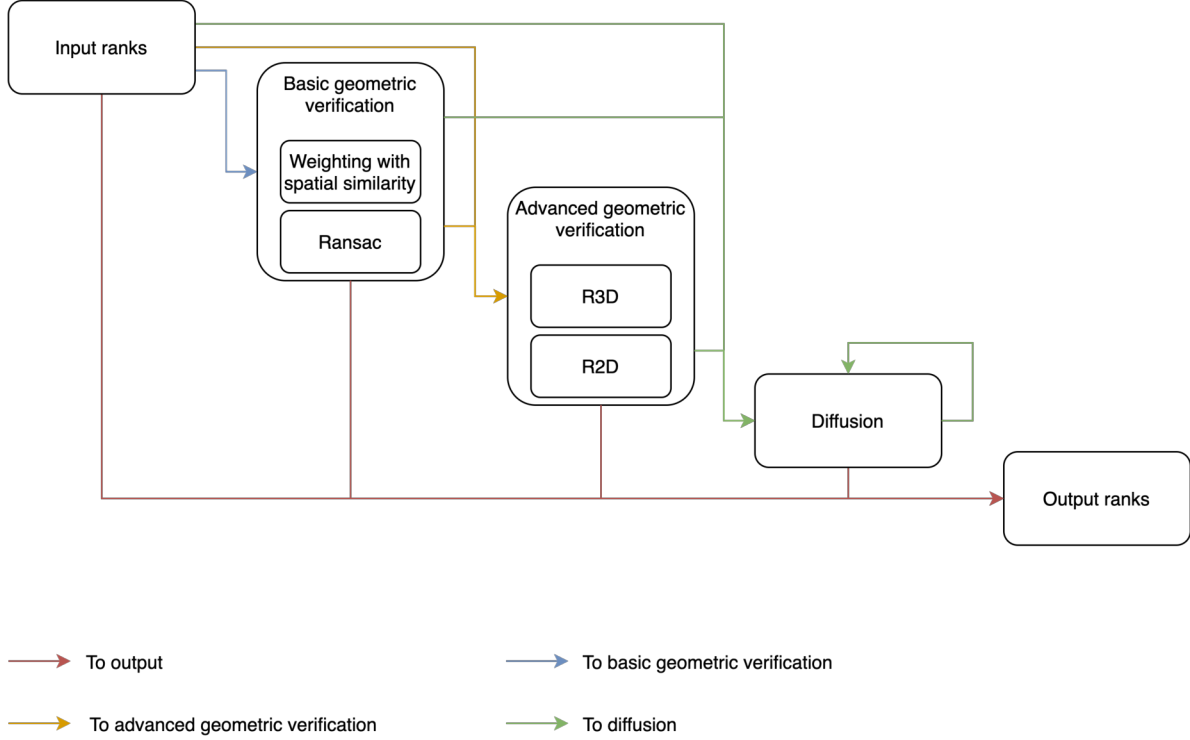 Input ranks
Basic geometric
verification
Weighting with
spatial similarity
Ransac
Advanced geometric
verification
R3D
R2D
Diffusion
Output ranks
To output
To basic geometric verification
To advanced geometric verification
To diffusion